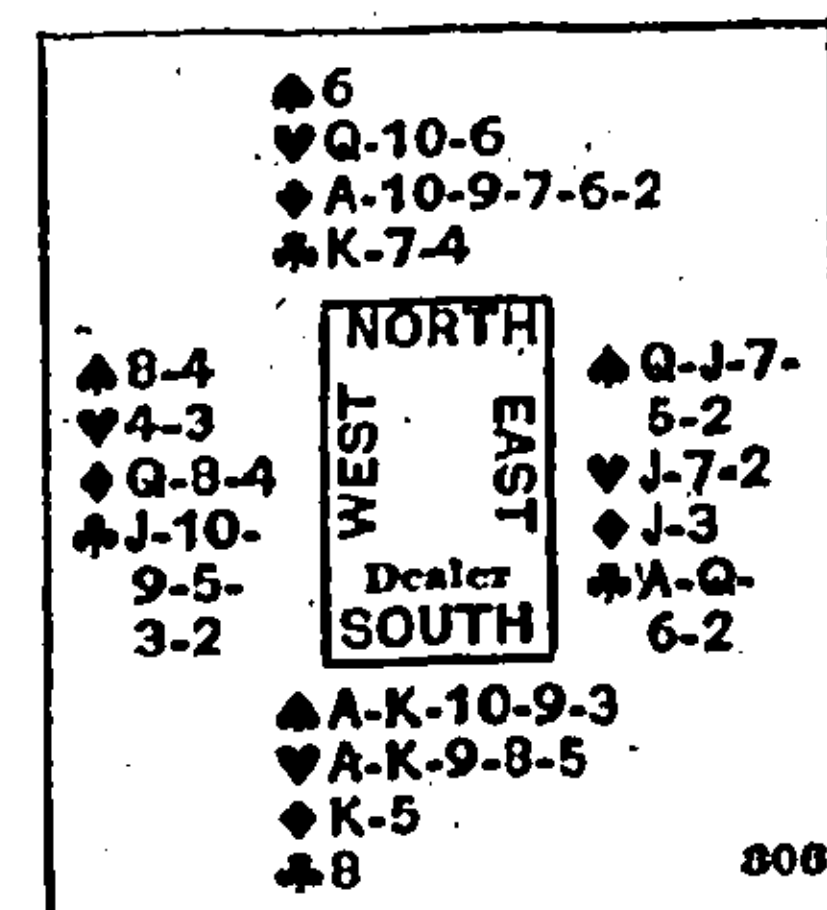 ♠6
♥Q-10-6
♦A-10-9-7-6-2
♣K-7-4
NORTH
♠8-4
♥4-3
♦Q-8-4
♣J-10-
9-5-
3-2
WEST
EAST
♠Q-J-7-
5-2
♥J-7-2
♦J-3
♣A-Q-
6-2
Dealer
SOUTH
♠A-K-10-9-3
♥A-K-9-8-5
♦K-5
♣8